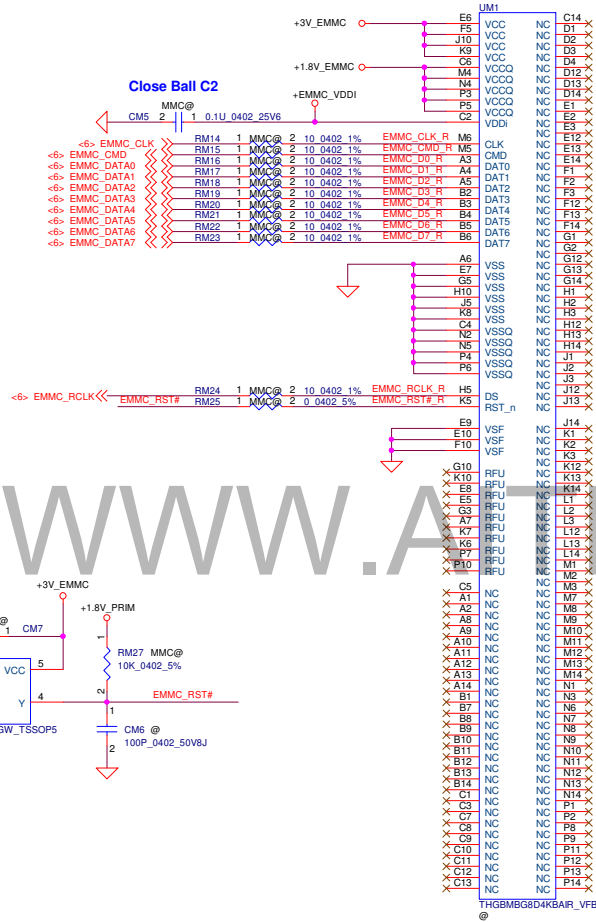 UM1
+3V_EMMC
+1.8V_EMMC
Close Ball C2
+EMMC_VDDI
MMC@
CM5 2 1 0.1U_0402_25V6
<6> EMMC_CLK RM14 1 MMC@ 2 10_0402_1% EMMC_CLK_R M6 CLK
<6> EMMC_CMD RM15 1 MMC@ 2 10_0402_1% EMMC_CMD_R M5 CMD
<6> EMMC_DATA0 RM16 1 MMC@ 2 10_0402_1% EMMC_D0_R A3 DAT0
<6> EMMC_DATA1 RM17 1 MMC@ 2 10_0402_1% EMMC_D1_R A4 DAT1
<6> EMMC_DATA2 RM18 1 MMC@ 2 10_0402_1% EMMC_D2_R A5 DAT2
<6> EMMC_DATA3 RM19 1 MMC@ 2 10_0402_1% EMMC_D3_R B2 DAT3
<6> EMMC_DATA4 RM20 1 MMC@ 2 10_0402_1% EMMC_D4_R B3 DAT4
<6> EMMC_DATA5 RM21 1 MMC@ 2 10_0402_1% EMMC_D5_R B4 DAT5
<6> EMMC_DATA6 RM22 1 MMC@ 2 10_0402_1% EMMC_D6_R B5 DAT6
<6> EMMC_DATA7 RM23 1 MMC@ 2 10_0402_1% EMMC_D7_R B6 DAT7
<6> EMMC_RCLK RM24 1 MMC@ 2 10_0402_1% EMMC_RCLK_R H5 DS
EMMC_RST# RM25 1 MMC@ 2 0_0402_5% EMMC_RST#_R K5 RST_n
E6 VCC
F5 VCC
J10 VCC
K9 VCC
C6 VCCQ
M4 VCCQ
N4 VCCQ
P3 VCCQ
P5 VCCQ
C2 VDDi
A6 VSS
E7 VSS
G5 VSS
H10 VSS
J5 VSS
K8 VSS
C4 VSSQ
N2 VSSQ
N5 VSSQ
P4 VSSQ
P6 VSSQ
E9 VSF
E10 VSF
F10 VSF
G10 RFU
K10 RFU
E8 RFU
E5 RFU
G3 RFU
A7 RFU
K7 RFU
K6 RFU
P7 RFU
P10 RFU
C5 NC
A1 NC
A2 NC
A8 NC
A9 NC
A10 NC
A11 NC
A12 NC
A13 NC
A14 NC
B1 NC
B7 NC
B8 NC
B9 NC
B10 NC
B11 NC
B12 NC
B13 NC
B14 NC
C1 NC
C3 NC
C7 NC
C8 NC
C9 NC
C10 NC
C11 NC
C12 NC
C13 NC
NC C14
NC D1
NC D2
NC D3
NC D4
NC D12
NC D13
NC D14
NC E1
NC E2
NC E3
NC E12
NC E13
NC E14
NC F1
NC F2
NC F3
NC F12
NC F13
NC F14
NC G1
NC G2
NC G12
NC G13
NC G14
NC H1
NC H2
NC H3
NC H12
NC H13
NC H14
NC J1
NC J2
NC J3
NC J12
NC J13
NC J14
NC K1
NC K2
NC K3
NC K12
NC K13
NC K14
NC L1
NC L2
NC L3
NC L12
NC L13
NC L14
NC M1
NC M2
NC M3
NC M7
NC M8
NC M9
NC M10
NC M11
NC M12
NC M13
NC M14
NC N1
NC N3
NC N6
NC N7
NC N8
NC N9
NC N10
NC N11
NC N12
NC N13
NC N14
NC P1
NC P2
NC P8
NC P9
NC P11
NC P12
NC P13
NC P14
THGBMBG8D4KBAIR_VFB
@
WWW.A
+3V_EMMC
@
1 CM7
+1.8V_PRIM
1
RM27 MMC@
10K_0402_5%
2
VCC 5
Y 4
GW_TSSOP5
EMMC_RST#
1
CM6 @
100P_0402_50V8J
2